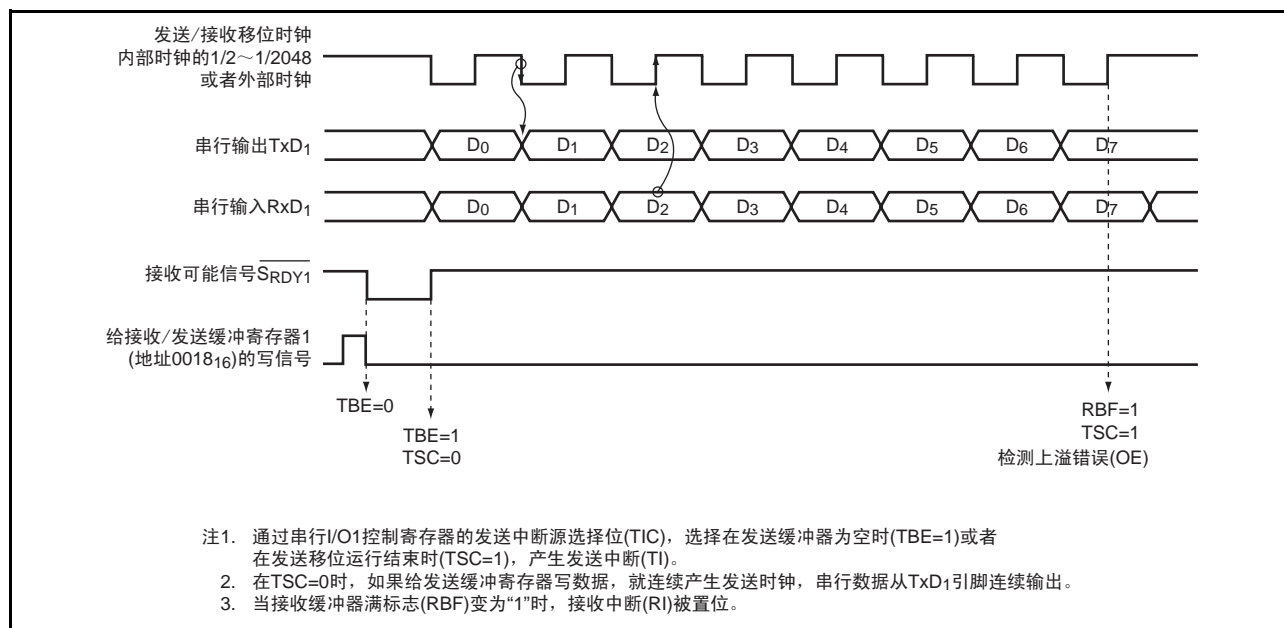 发送/接收移位时钟
内部时钟的1/2～1/2048
或者外部时钟
串行输出TxD1
D0 D1 D2 D3 D4 D5 D6 D7
串行输入RxD1
D0 D1 D2 D3 D4 D5 D6 D7
接收可能信号SRDY1
给接收/发送缓冲寄存器1
(地址001816)的写信号
TBE=0
TBE=1
TSC=0
RBF=1
TSC=1
检测上溢错误(OE)
注1. 通过串行I/O1控制寄存器的发送中断源选择位(TIC)，选择在发送缓冲器为空时(TBE=1)或者
在发送移位运行结束时(TSC=1)，产生发送中断(TI)。
2. 在TSC=0时，如果给发送缓冲寄存器写数据，就连续产生发送时钟，串行数据从TxD1引脚连续输出。
3. 当接收缓冲器满标志(RBF)变为“1”时，接收中断(RI)被置位。